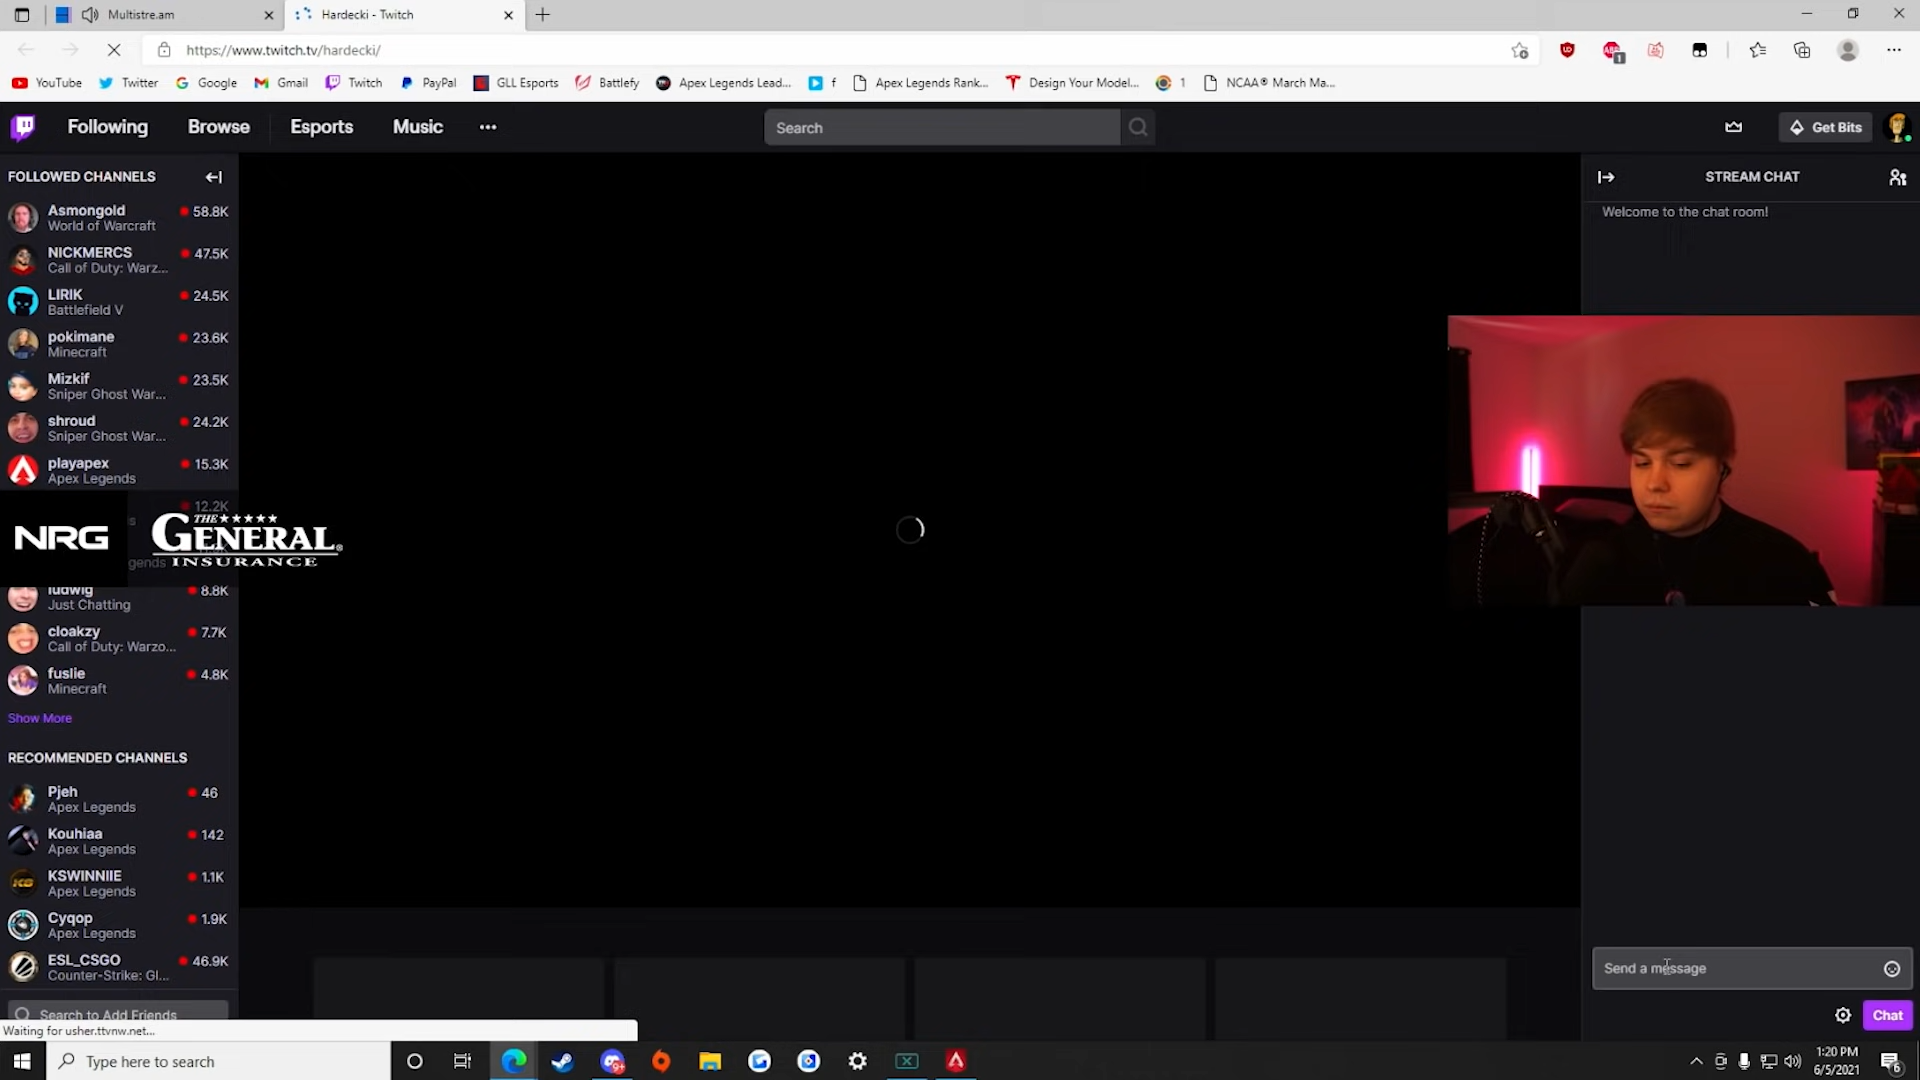 Multistre.am
Hardecki - Twitch
https://www.twitch.tv/hardecki/
YouTube
Twitter
Google
Gmail
Twitch
PayPal
GLL Esports
Battlefy
Apex Legends Lead...
f
Apex Legends Rank...
Design Your Model...
1
NCAA® March Ma...
Following
Browse
Esports
Music
Search
Get Bits
FOLLOWED CHANNELS
STREAM CHAT
Welcome to the chat room!
Asmongold
58.8K
World of Warcraft
NICKMERCS
47.5K
Call of Duty: Warz...
LIRIK
24.5K
Battlefield V
pokimane
23.6K
Minecraft
Mizkif
23.5K
Sniper Ghost War...
shroud
24.2K
Sniper Ghost War...
playapex
15.3K
Apex Legends
12.2K
s
NRG
THE
GENERAL®
INSURANCE
gends
ludwig
8.8K
Just Chatting
cloakzy
7.7K
Call of Duty: Warzo...
fuslie
4.8K
Minecraft
Show More
RECOMMENDED CHANNELS
Pjeh
46
Apex Legends
Kouhiaa
142
Apex Legends
KSWINNIIE
1.1K
Apex Legends
Cyqop
1.9K
Apex Legends
ESL_CSGO
46.9K
Counter-Strike: Gl...
Search to Add Friends
Waiting for usher.ttvnw.net...
Send a message
Chat
Type here to search
9+
1:20 PM
6/5/2021
6